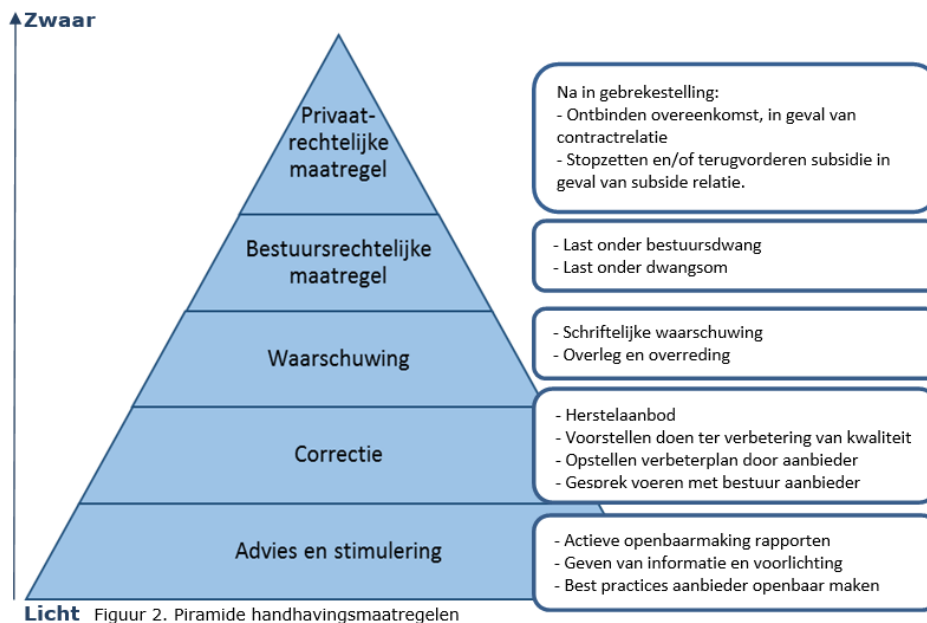 Zwaar
Privaat-
rechtelijke
maatregel
Na in gebrekestelling:
- Ontbinden overeenkomst, in geval van
contractrelatie
- Stopzetten en/of terugvorderen subsidie in
geval van subside relatie.
Bestuursrechtelijke
maatregel
- Last onder bestuursdwang
- Last onder dwangsom
Waarschuwing
- Schriftelijke waarschuwing
- Overleg en overreding
Correctie
- Herstelaanbod
- Voorstellen doen ter verbetering van kwaliteit
- Opstellen verbeterplan door aanbieder
- Gesprek voeren met bestuur aanbieder
Advies en stimulering
- Actieve openbaarmaking rapporten
- Geven van informatie en voorlichting
- Best practices aanbieder openbaar maken
Licht Figuur 2. Piramide handhavingsmaatregelen